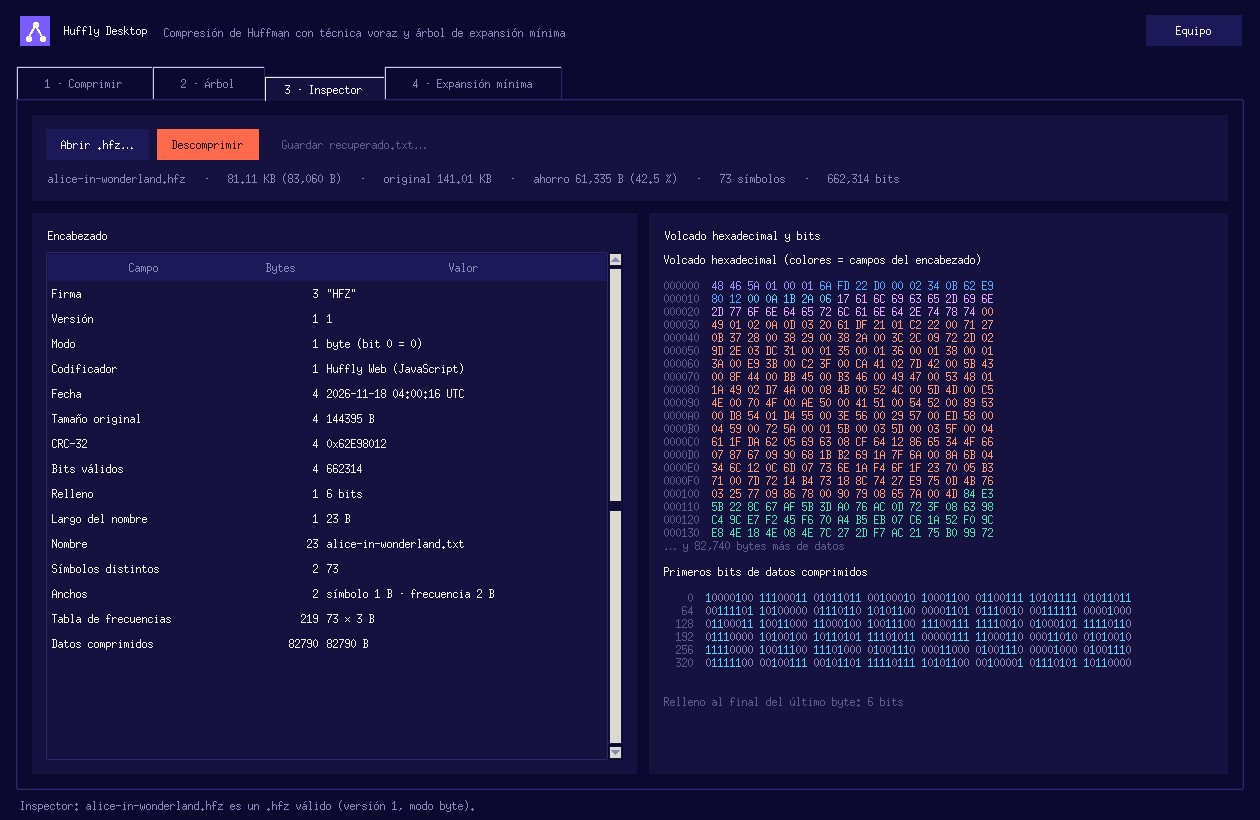 Huffly Desktop Compresión de Huffman con técnica voraz y árbol de expansión mínima Equipo
1 · Comprimir 2 · Árbol 3 · Inspector 4 · Expansión mínima
Abrir .hfz... Descomprimir Guardar recuperado.txt...
alice-in-wonderland.hfz · 81.11 KB (83,060 B) · original 141.01 KB · ahorro 61,335 B (42.5 %) · 73 símbolos · 662,314 bits
Encabezado
Campo Bytes Valor
Firma 3 "HFZ"
Versión 1 1
Modo 1 byte (bit 0 = 0)
Codificador 1 Huffly Web (JavaScript)
Fecha 4 2026-11-18 04:00:16 UTC
Tamaño original 4 144395 B
CRC-32 4 0x62E98012
Bits válidos 4 662314
Relleno 1 6 bits
Largo del nombre 1 23 B
Nombre 23 alice-in-wonderland.txt
Símbolos distintos 2 73
Anchos 2 símbolo 1 B · frecuencia 2 B
Tabla de frecuencias 219 73 × 3 B
Datos comprimidos 82790 82790 B
Volcado hexadecimal y bits
Volcado hexadecimal (colores = campos del encabezado)
000000 48 46 5A 01 00 01 6A FD 22 D0 00 02 34 0B 62 E9
000010 80 12 00 0A 1B 2A 06 17 61 6C 69 63 65 2D 69 6E
000020 2D 77 6F 6E 64 65 72 6C 61 6E 64 2E 74 78 74 00
000030 49 01 02 0A 0D 03 20 61 DF 21 01 C2 22 00 71 27
000040 0B 37 28 00 38 29 00 38 2A 00 3C 2C 09 72 2D 02
000050 9D 2E 03 DC 31 00 01 35 00 01 36 00 01 38 00 01
000060 3A 00 E9 3B 00 C2 3F 00 CA 41 02 7D 42 00 5B 43
000070 00 8F 44 00 BB 45 00 B3 46 00 49 47 00 53 48 01
000080 1A 49 02 D7 4A 00 08 4B 00 52 4C 00 5D 4D 00 C5
000090 4E 00 70 4F 00 AE 50 00 41 51 00 54 52 00 89 53
0000A0 00 D8 54 01 D4 55 00 3E 56 00 29 57 00 ED 58 00
0000B0 04 59 00 72 5A 00 01 5B 00 03 5D 00 03 5F 00 04
0000C0 61 1F DA 62 05 69 63 08 CF 64 12 86 65 34 4F 66
0000D0 07 87 67 09 90 68 1B B2 69 1A 7F 6A 00 8A 6B 04
0000E0 34 6C 12 0C 6D 07 73 6E 1A F4 6F 1F 23 70 05 B3
0000F0 71 00 7D 72 14 B4 73 18 8C 74 27 E9 75 0D 4B 76
000100 03 25 77 09 86 78 00 90 79 08 65 7A 00 4D 84 E3
000110 5B 22 8C 67 AF 5B 3D A0 76 AC 0D 72 3F 08 63 98
000120 C4 9C E7 F2 45 F6 70 A4 B5 EB 07 C6 1A 52 F0 9C
000130 E8 4E 18 4E 08 4E 7C 27 2D F7 AC 21 75 B0 99 72
... y 82,740 bytes más de datos
Primeros bits de datos comprimidos
0 10000100 11100011 01011011 00100010 10001100 01100111 10101111 01011011
64 00111101 10100000 01110110 10101100 00001101 01110010 00111111 00001000
128 01100011 10011000 11000100 10011100 11100111 11110010 01000101 11110110
192 01110000 10100100 10110101 11101011 00000111 11000110 00011010 01010010
256 11110000 10011100 11101000 01001110 00011000 01001110 00001000 01001110
320 01111100 00100111 00101101 11110111 10101100 00100001 01110101 10110000
Relleno al final del último byte: 6 bits
Inspector: alice-in-wonderland.hfz es un .hfz válido (versión 1, modo byte).